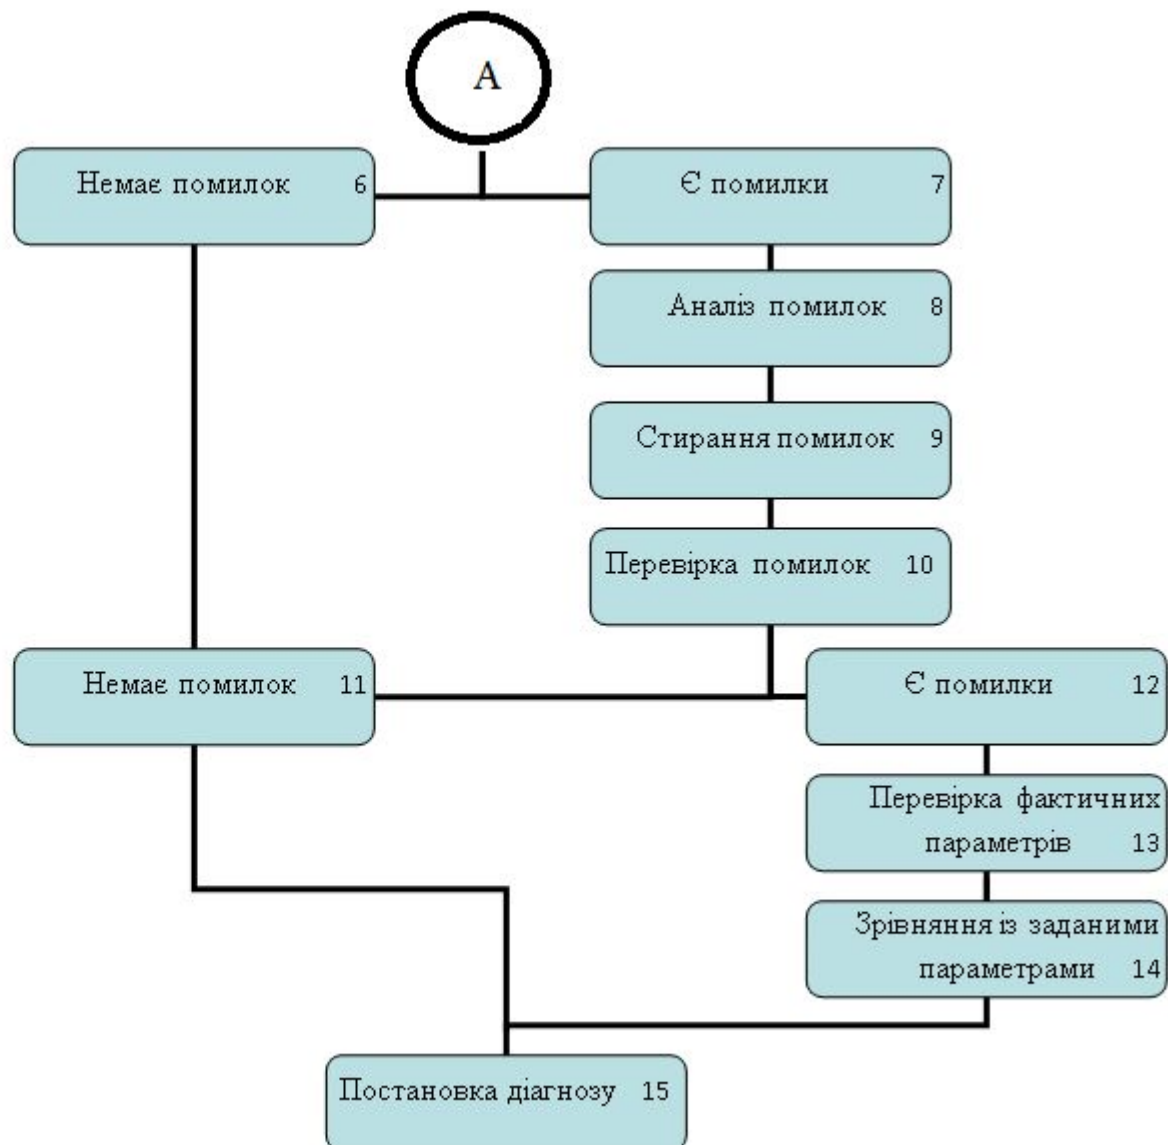 А
Немає помилок 6
Є помилки 7
Аналіз помилок 8
Стирання помилок 9
Перевірка помилок 10
Немає помилок 11
Є помилки 12
Перевірка фактичних
параметрів 13
Зрівняння із заданими
параметрами 14
Постановка діагнозу 15